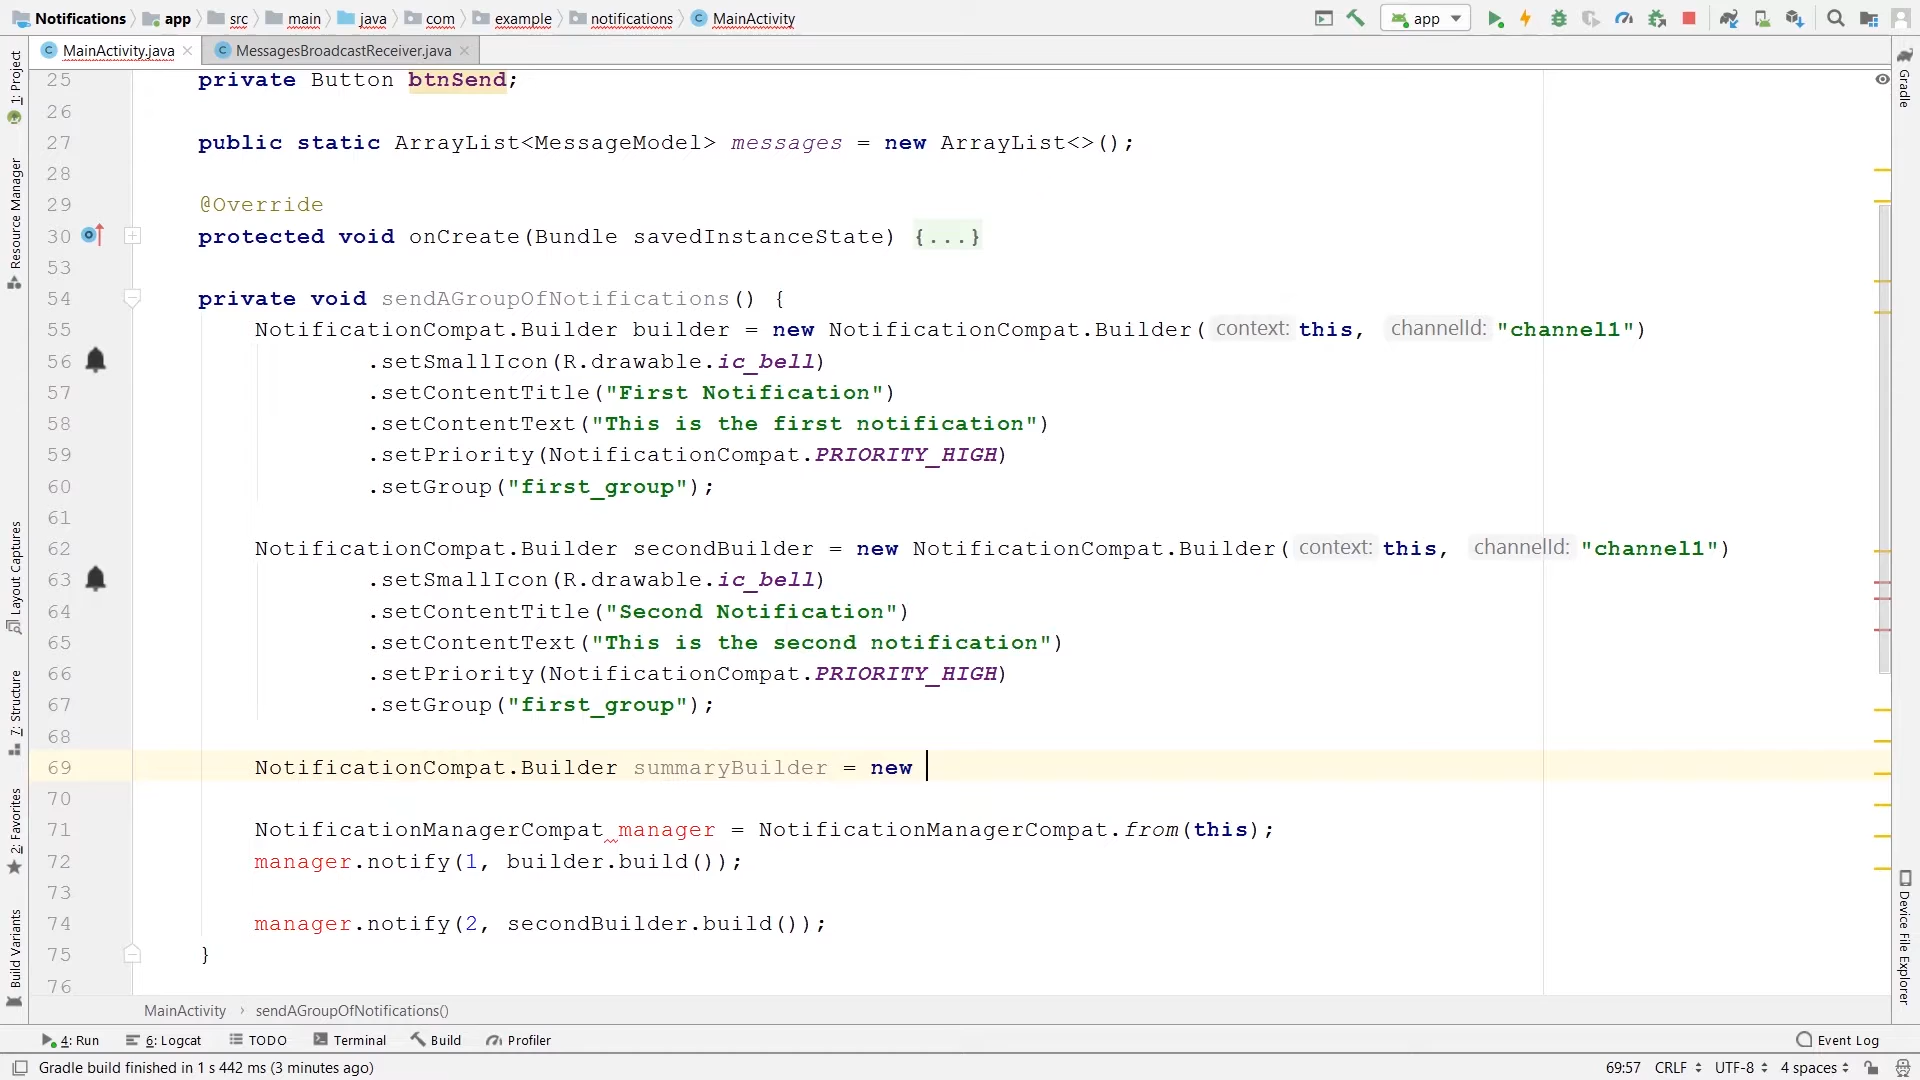 Notifications app src main java com example notifications MainActivity app
MainActivity.java MessagesBroadcastReceiver.java
25 private Button btnSend;
26
27 public static ArrayList<MessageModel> messages = new ArrayList<>();
28
29 @Override
30 protected void onCreate(Bundle savedInstanceState) {...}
53
54 private void sendAGroupOfNotifications() {
55 NotificationCompat.Builder builder = new NotificationCompat.Builder( context: this, channelId: "channel1")
56 .setSmallIcon(R.drawable.ic_bell)
57 .setContentTitle("First Notification")
58 .setContentText("This is the first notification")
59 .setPriority(NotificationCompat.PRIORITY_HIGH)
60 .setGroup("first_group");
61
62 NotificationCompat.Builder secondBuilder = new NotificationCompat.Builder( context: this, channelId: "channel1")
63 .setSmallIcon(R.drawable.ic_bell)
64 .setContentTitle("Second Notification")
65 .setContentText("This is the second notification")
66 .setPriority(NotificationCompat.PRIORITY_HIGH)
67 .setGroup("first_group");
68
69 NotificationCompat.Builder summaryBuilder = new
70
71 NotificationManagerCompat manager = NotificationManagerCompat.from(this);
72 manager.notify(1, builder.build());
73
74 manager.notify(2, secondBuilder.build());
75 }
76
MainActivity › sendAGroupOfNotifications()
4: Run 6: Logcat TODO Terminal Build Profiler Event Log
Gradle build finished in 1 s 442 ms (3 minutes ago) 69:57 CRLF UTF-8 4 spaces
1: Project
Resource Manager
Layout Captures
7: Structure
2: Favorites
Build Variants
Gradle
Device File Explorer